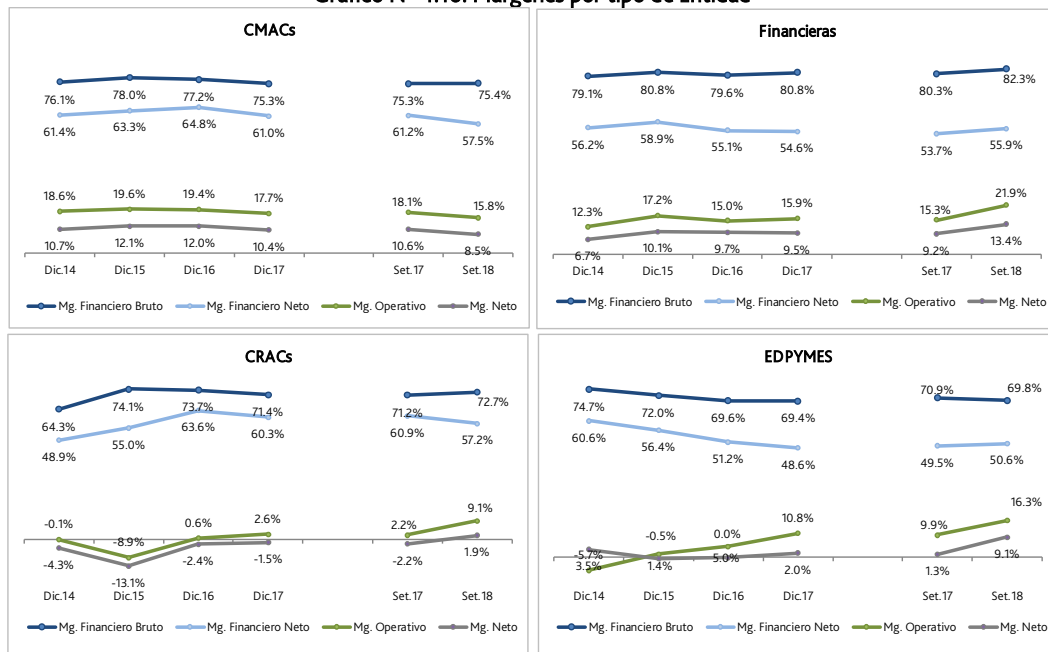 Gráfico N° 4.10. Márgenes por tipo de Entidad
CMACs
76.1% 78.0% 77.2% 75.3% 75.3% 75.4%
61.4% 63.3% 64.8% 61.0% 61.2% 57.5%
18.6% 19.6% 19.4% 17.7% 18.1% 15.8%
10.7% 12.1% 12.0% 10.4% 10.6% 8.5%
Dic.14 Dic.15 Dic.16 Dic.17 Set.17 Set.18
Mg. Financiero Bruto Mg. Financiero Neto Mg. Operativo Mg. Neto
Financieras
79.1% 80.8% 79.6% 80.8% 80.3% 82.3%
56.2% 58.9% 55.1% 54.6% 53.7% 55.9%
12.3% 17.2% 15.0% 15.9% 15.3% 21.9%
6.7% 10.1% 9.7% 9.5% 9.2% 13.4%
Dic.14 Dic.15 Dic.16 Dic.17 Set.17 Set.18
Mg. Financiero Bruto Mg. Financiero Neto Mg. Operativo Mg. Neto
CRACs
64.3% 74.1% 73.7% 71.4% 71.2% 72.7%
48.9% 55.0% 63.6% 60.3% 60.9% 57.2%
-0.1% -8.9% 0.6% 2.6% 2.2% 9.1%
-4.3% -13.1% -2.4% -1.5% -2.2% 1.9%
Dic.14 Dic.15 Dic.16 Dic.17 Set.17 Set.18
Mg. Financiero Bruto Mg. Financiero Neto Mg. Operativo Mg. Neto
EDPYMES
74.7% 72.0% 69.6% 69.4% 70.9% 69.8%
60.6% 56.4% 51.2% 48.6% 49.5% 50.6%
-5.7% -0.5% 0.0% 10.8% 9.9% 16.3%
3.5% 1.4% 5.0% 2.0% 1.3% 9.1%
Dic.14 Dic.15 Dic.16 Dic.17 Set.17 Set.18
Mg. Financiero Bruto Mg. Financiero Neto Mg. Operativo Mg. Neto